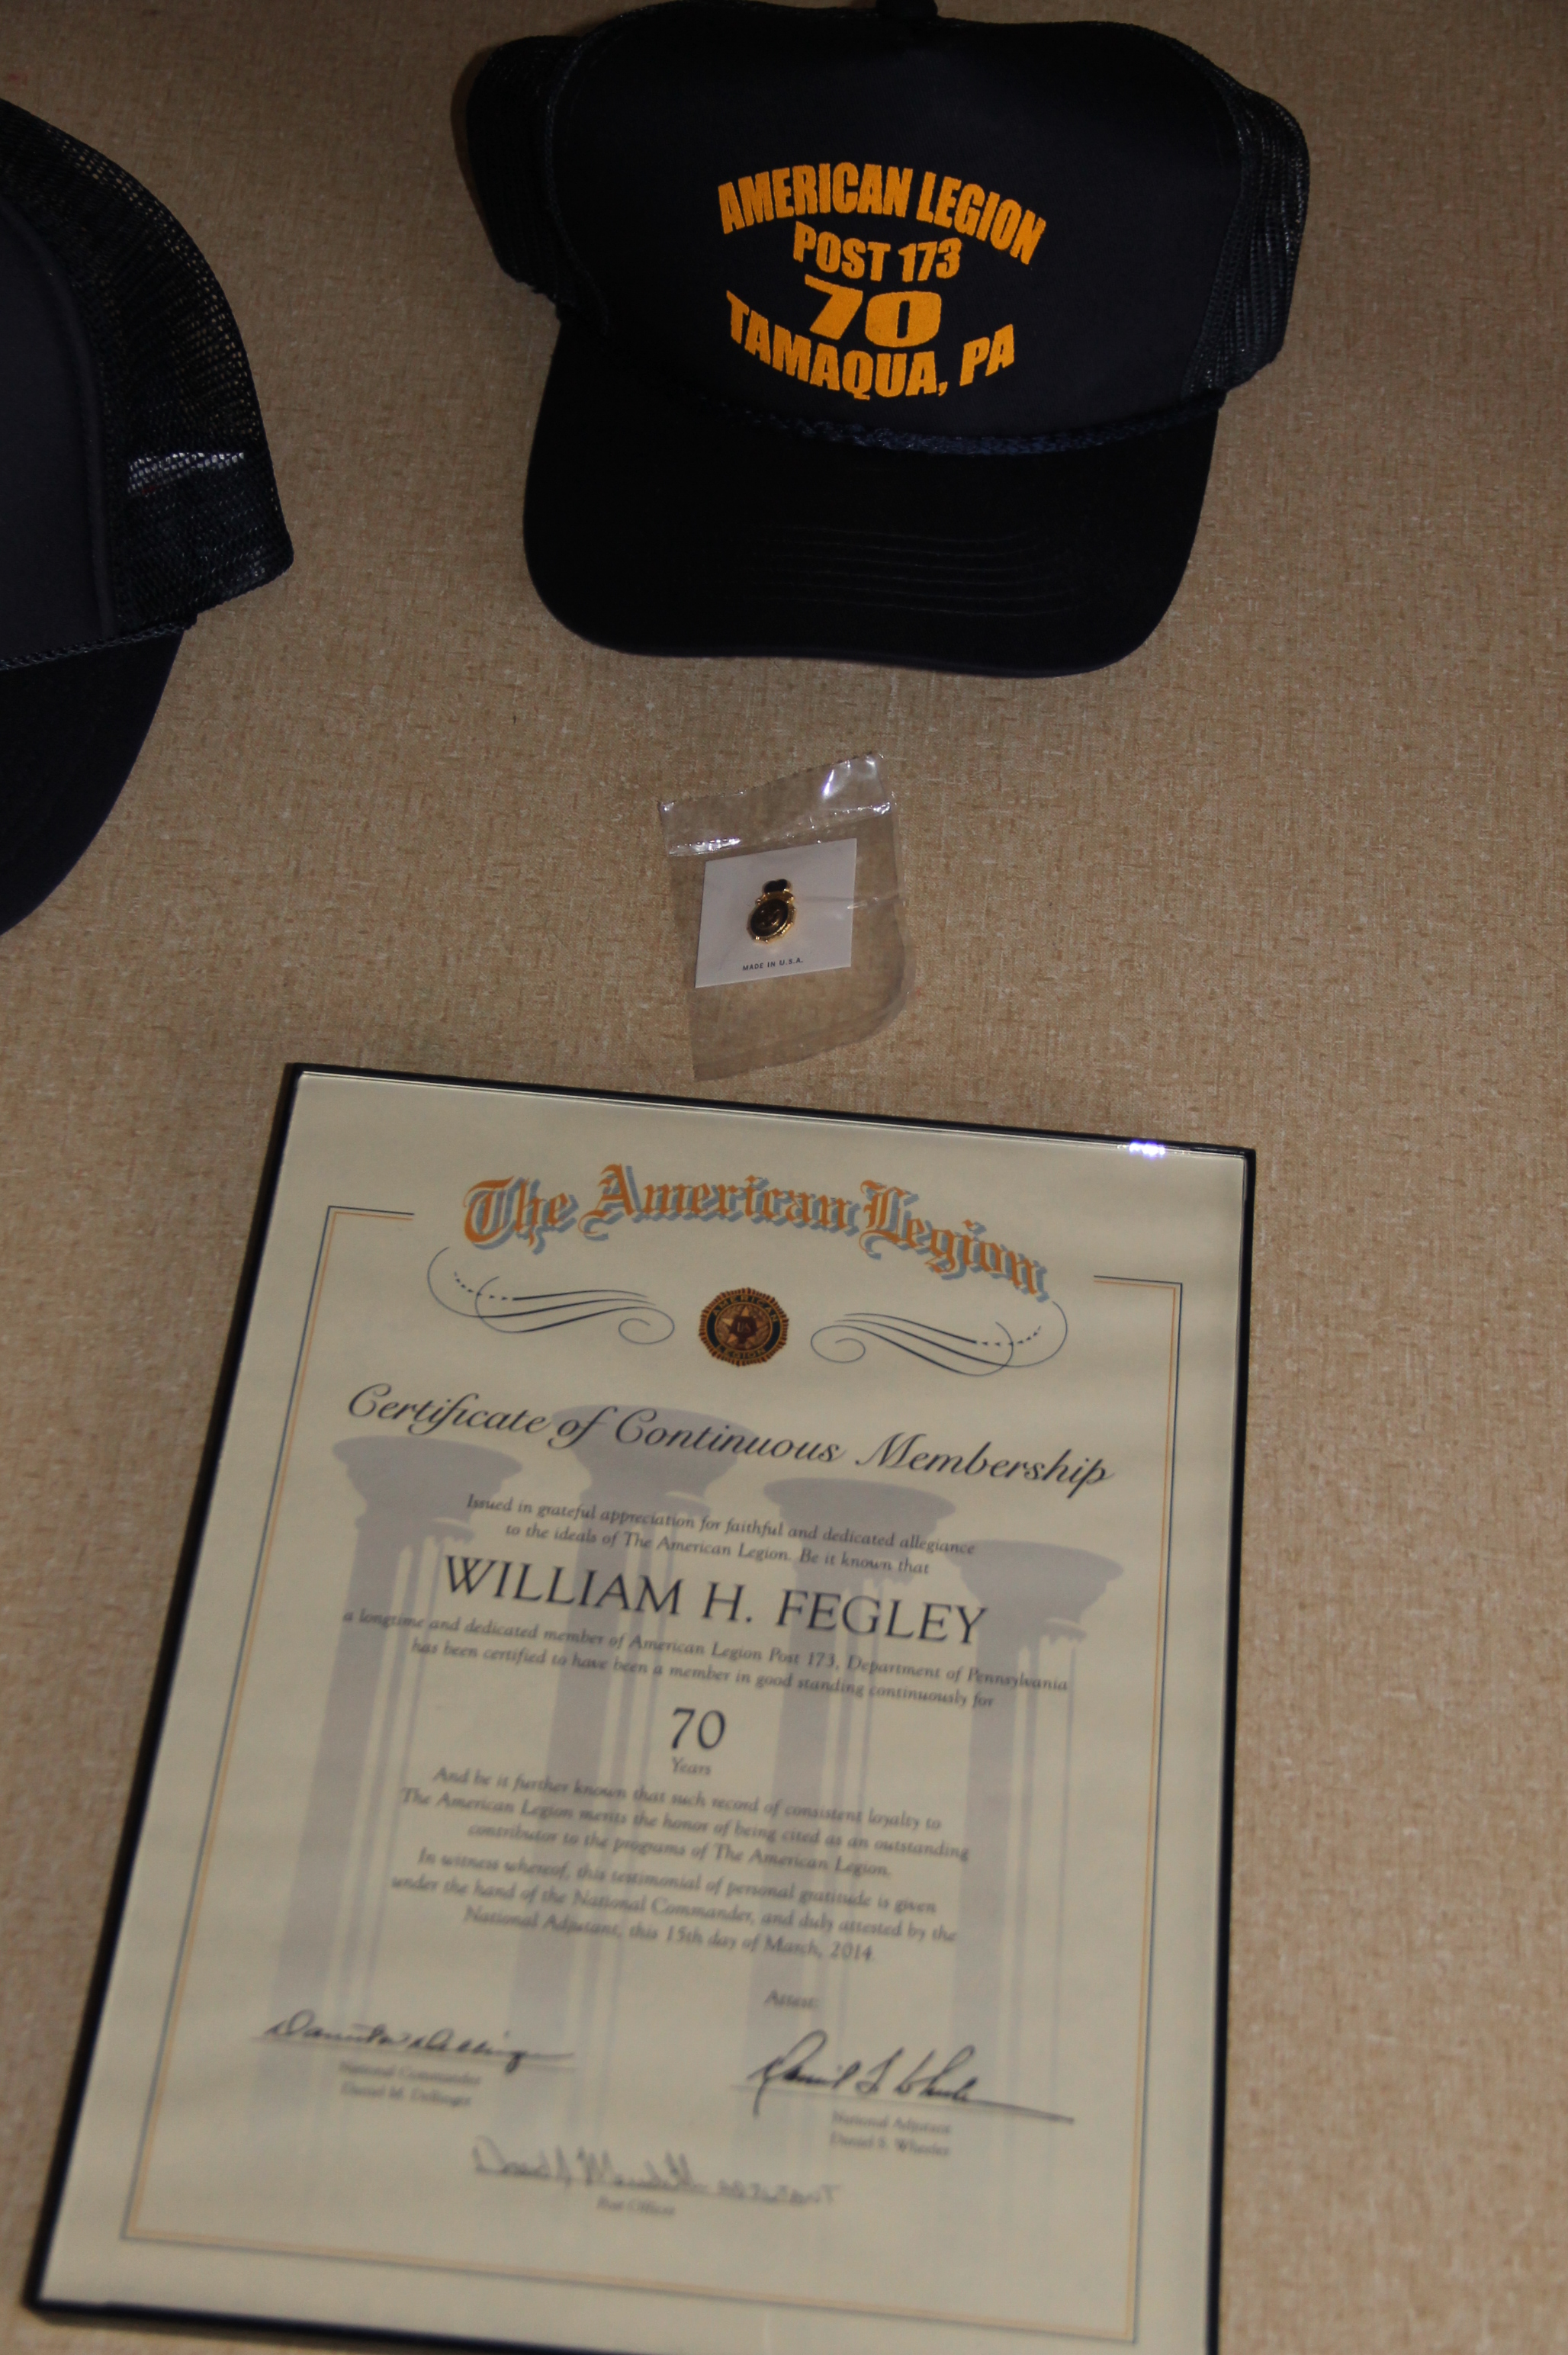 AMERICAN LEGION
POST 173
70
TAMAQUA, PA
MADE IN U.S.A.
The American Legion
AMERICAN
US
LEGION
Certificate of Continuous Membership
Issued in grateful appreciation for faithful and dedicated allegiance
to the ideals of The American Legion. Be it known that
WILLIAM H. FEGLEY
a longtime and dedicated member of American Legion Post 173, Department of Pennsylvania
has been certified to have been a member in good standing continuously for
70
Years
And be it further known that such record of consistent loyalty to
The American Legion merits the honor of being cited as an outstanding
contributor to the programs of The American Legion.
In witness whereof, this testimonial of personal gratitude is given
under the hand of the National Commander, and duly attested by the
National Adjutant, this 15th day of March, 2014.
Attest:
National Commander
Daniel M. Dellinger
National Adjutant
Daniel S. Wheeler
Post Officer